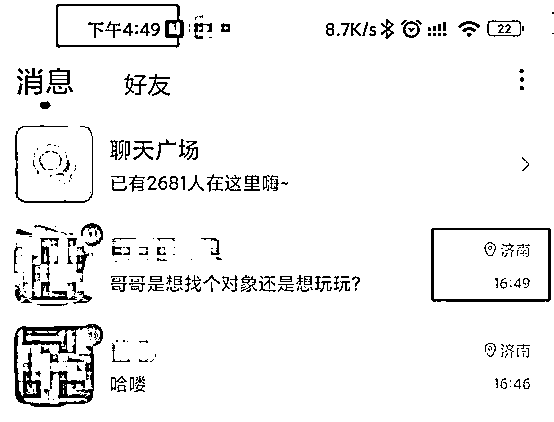 下午4:49 8.7K/s 22
消息 好友
聊天广场
已有2681人在这里嗨~
济南
哥哥是想找个对象还是想玩玩? 16:49
济南
哈喽 16:46